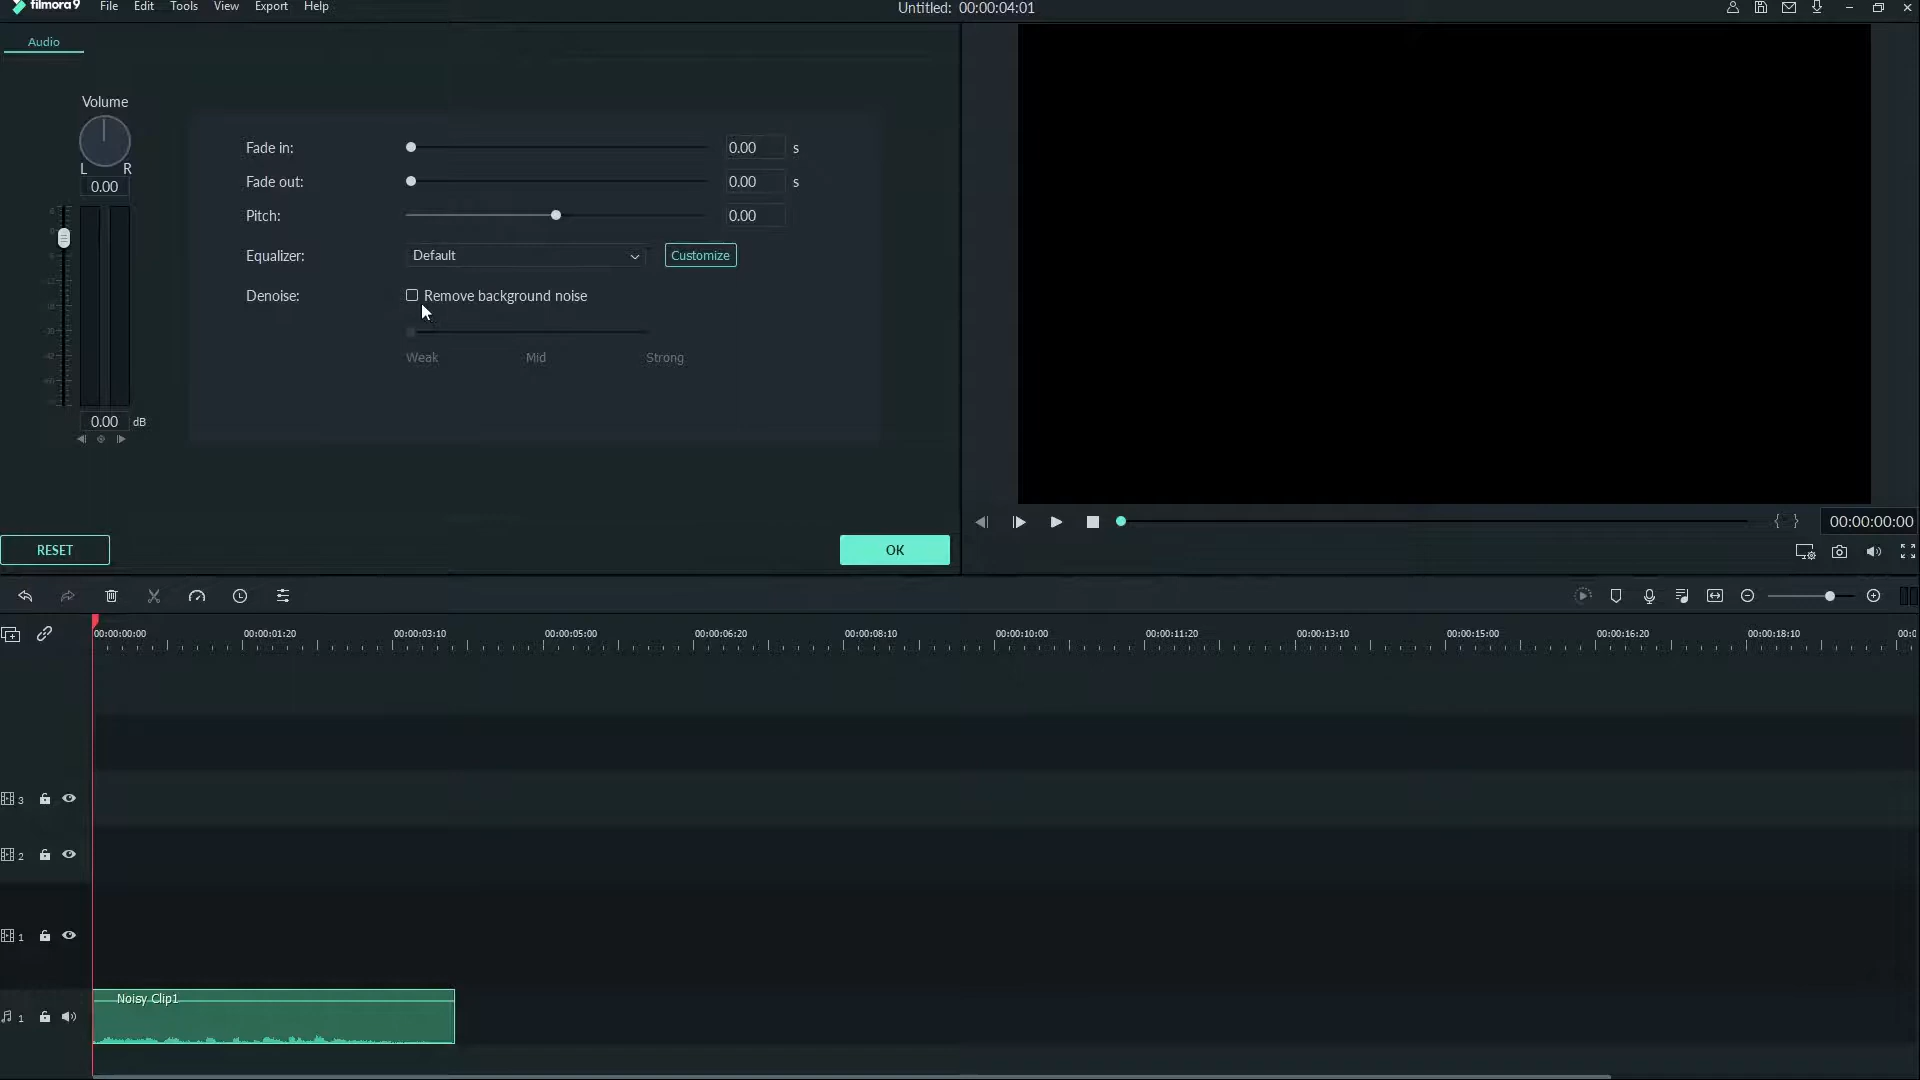 filmora9 File Edit Tools View Export Help Untitled: 00:00:04:01
Audio
Volume
L R
0.00
0.00 dB
Fade in: 0.00 s
Fade out: 0.00 s
Pitch: 0.00
Equalizer: Default Customize
Denoise: Remove background noise
Weak Mid Strong
RESET OK
00:00:00:00
00:00:00:00 00:00:01:20 00:00:03:10 00:00:05:00 00:00:06:20 00:00:08:10 00:00:10:00 00:00:11:20 00:00:13:10 00:00:15:00 00:00:16:20 00:00:18:10
3
2
1
Noisy Clip1
1